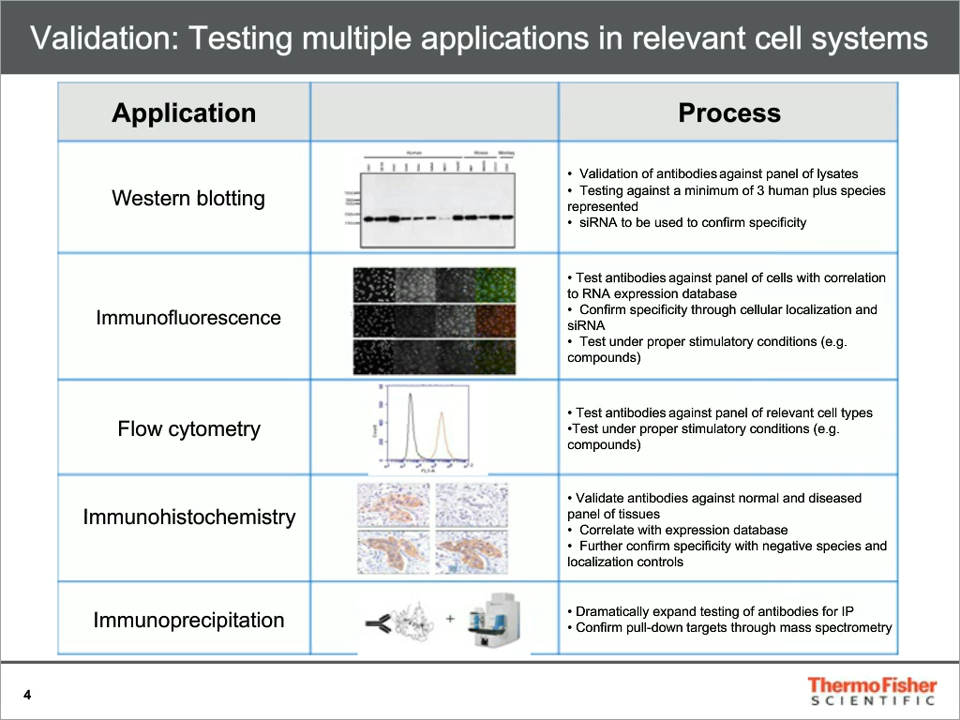 Validation: Testing multiple applications in relevant cell systems
Application
Process
Western blotting
Human
Mouse
Monkey
• Validation of antibodies against panel of lysates
• Testing against a minimum of 3 human plus species
represented
• siRNA to be used to confirm specificity
Immunofluorescence
• Test antibodies against panel of cells with correlation
to RNA expression database
• Confirm specificity through cellular localization and
siRNA
• Test under proper stimulatory conditions (e.g.
compounds)
Flow cytometry
Count
FL1-A
• Test antibodies against panel of relevant cell types
•Test under proper stimulatory conditions (e.g.
compounds)
Immunohistochemistry
• Validate antibodies against normal and diseased
panel of tissues
• Correlate with expression database
• Further confirm specificity with negative species and
localization controls
Immunoprecipitation
+
• Dramatically expand testing of antibodies for IP
• Confirm pull-down targets through mass spectrometry
4
ThermoFisher
SCIENTIFIC